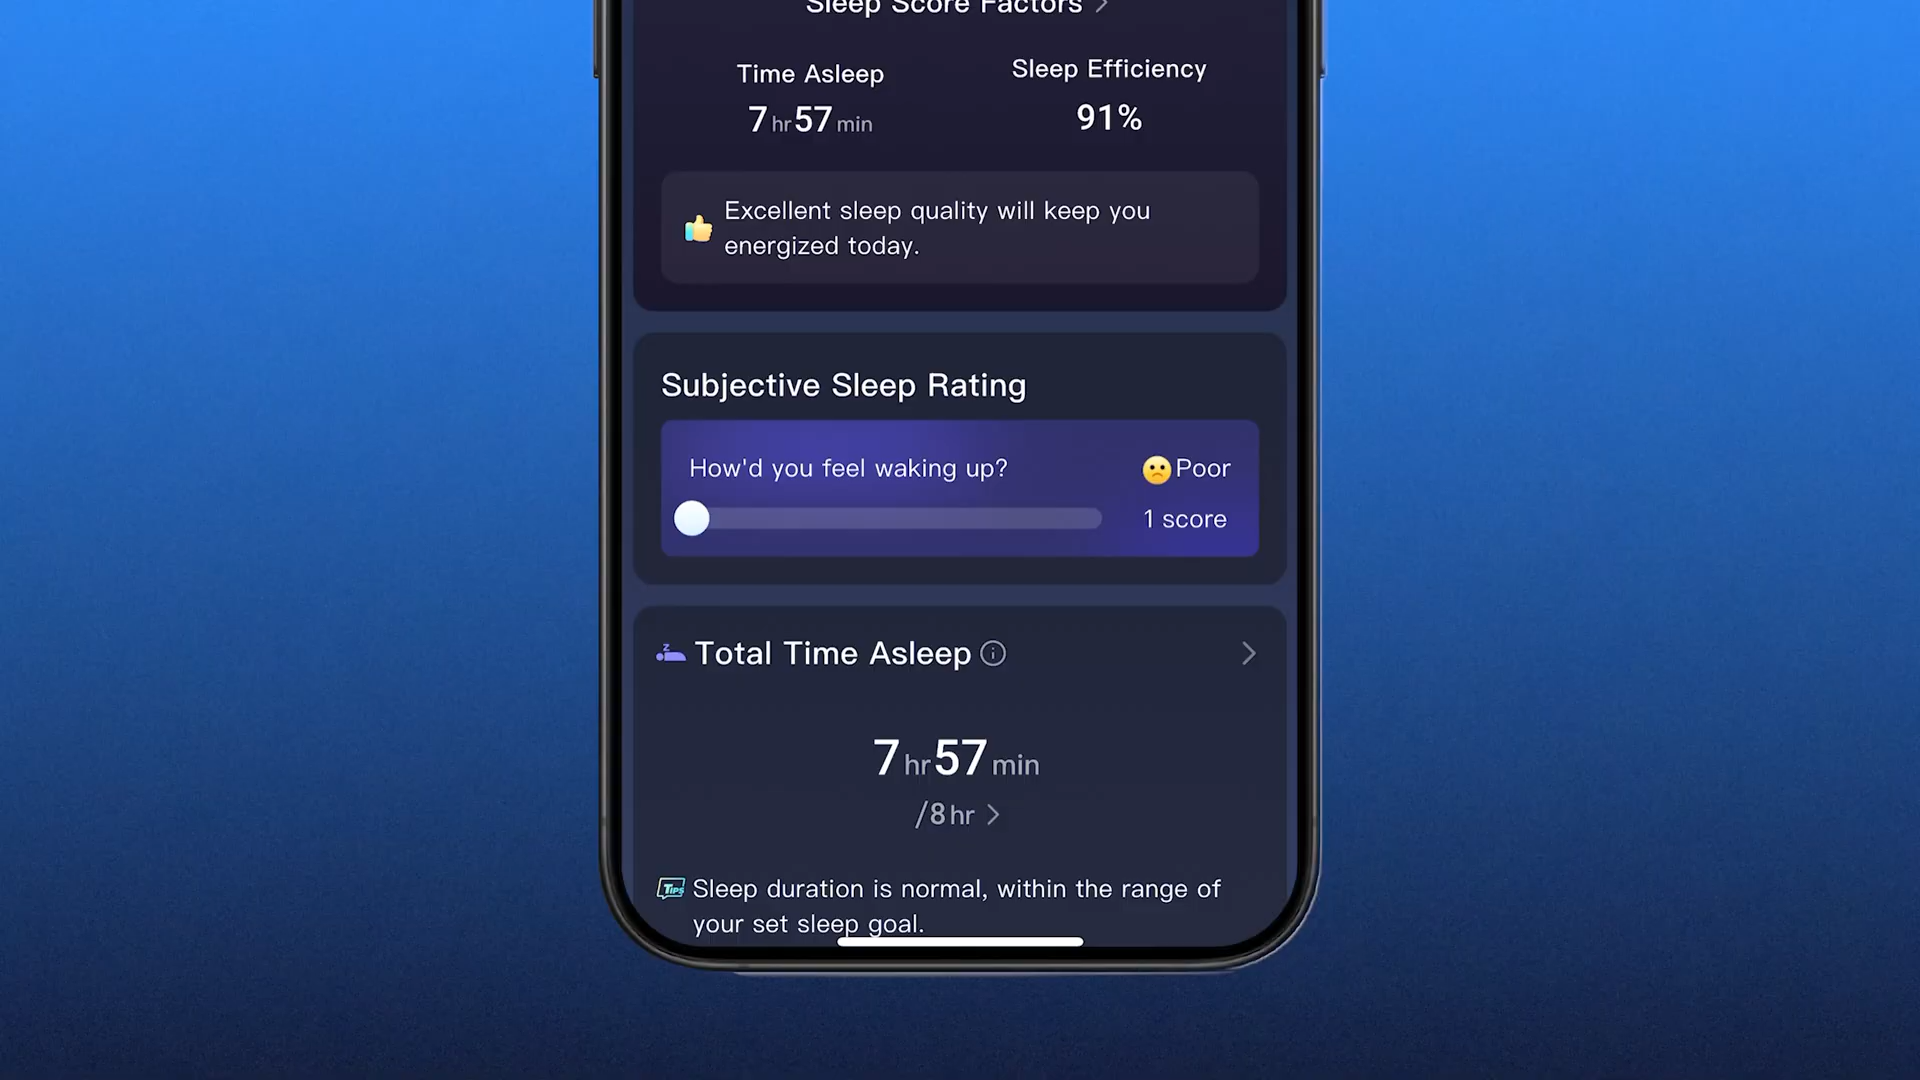 Sleep Score Factors
Time Asleep
Sleep Efficiency
7 hr 57 min
91%
Excellent sleep quality will keep you
energized today.
Subjective Sleep Rating
How'd you feel waking up?
Poor
1 score
Total Time Asleep
7 hr 57 min
/8 hr
TIPS Sleep duration is normal, within the range of
your set sleep goal.